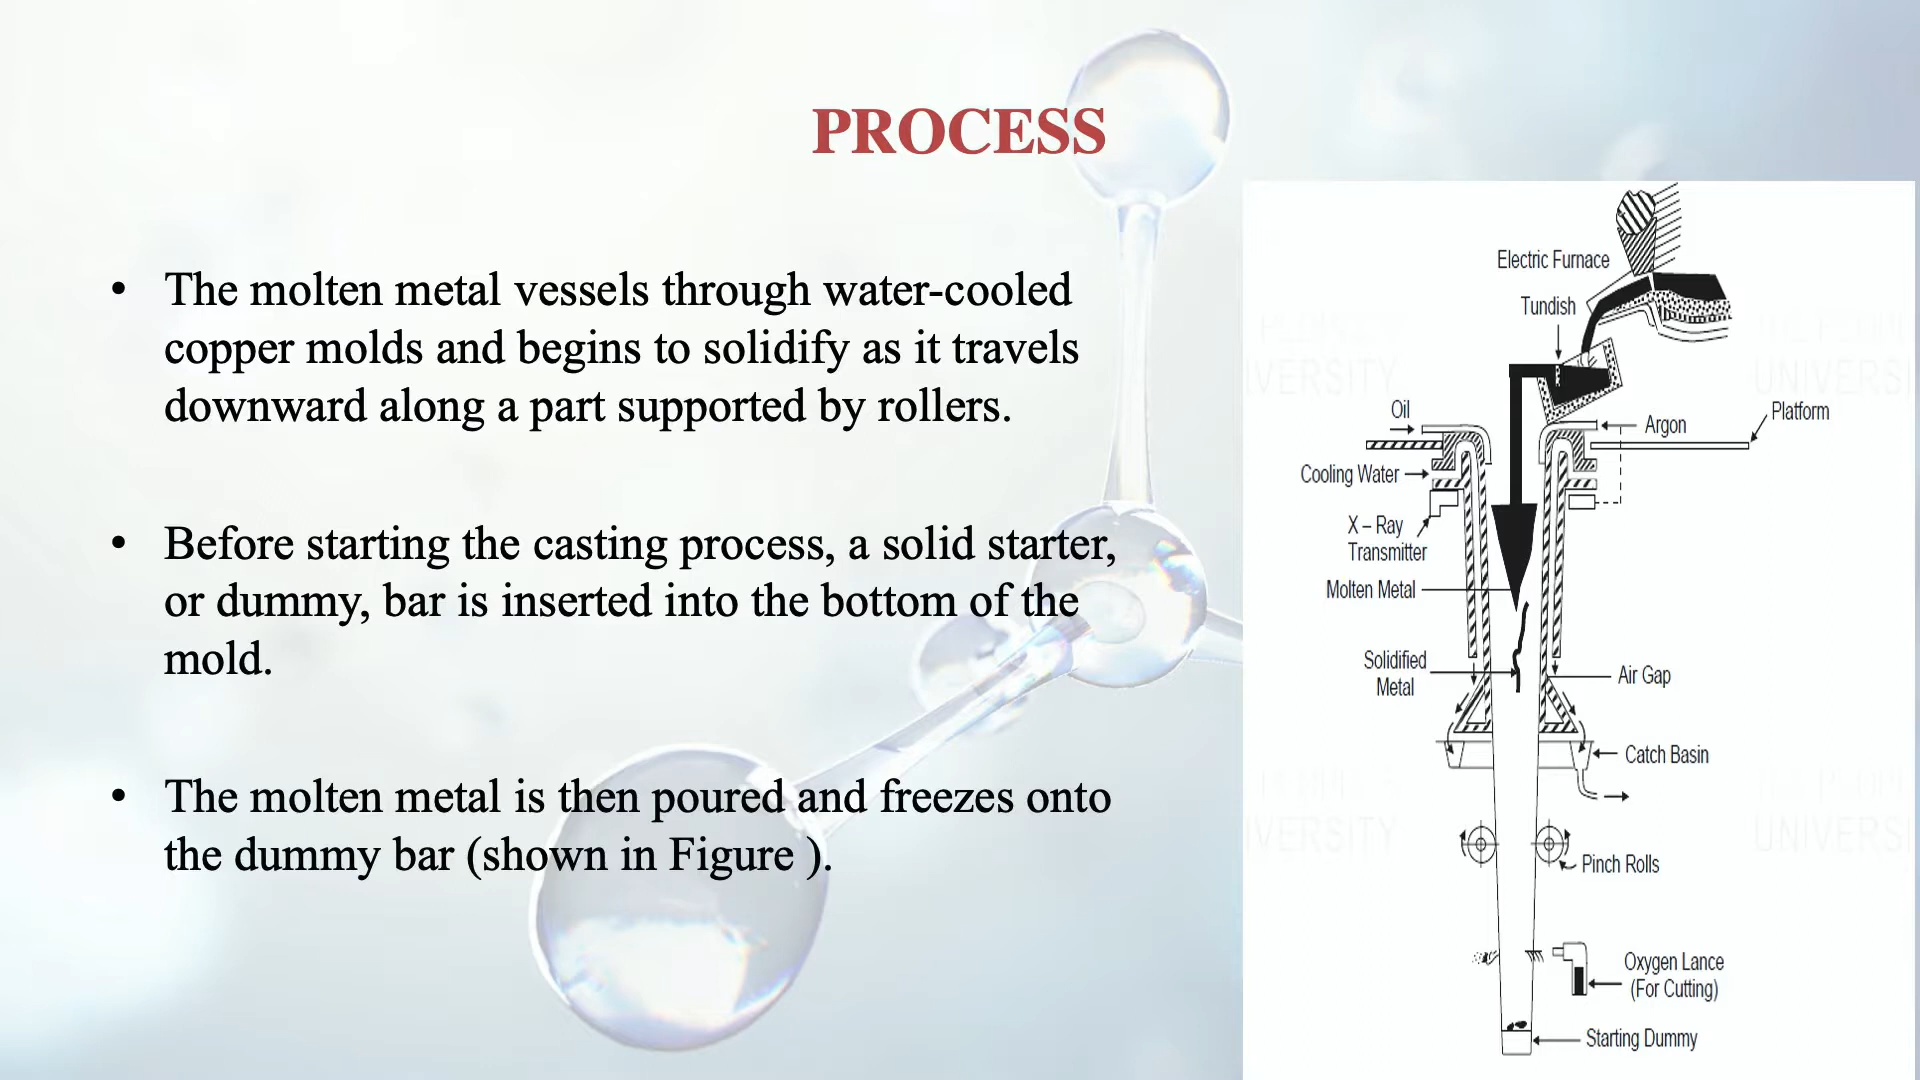 PROCESS
• The molten metal vessels through water-cooled
copper molds and begins to solidify as it travels
downward along a part supported by rollers.
• Before starting the casting process, a solid starter,
or dummy, bar is inserted into the bottom of the
mold.
• The molten metal is then poured and freezes onto
the dummy bar (shown in Figure ).
Electric Furnace
Tundish
Oil
Argon
Platform
Cooling Water
X – Ray
Transmitter
Molten Metal
Solidified
Metal
Air Gap
Catch Basin
Pinch Rolls
Oxygen Lance
(For Cutting)
Starting Dummy